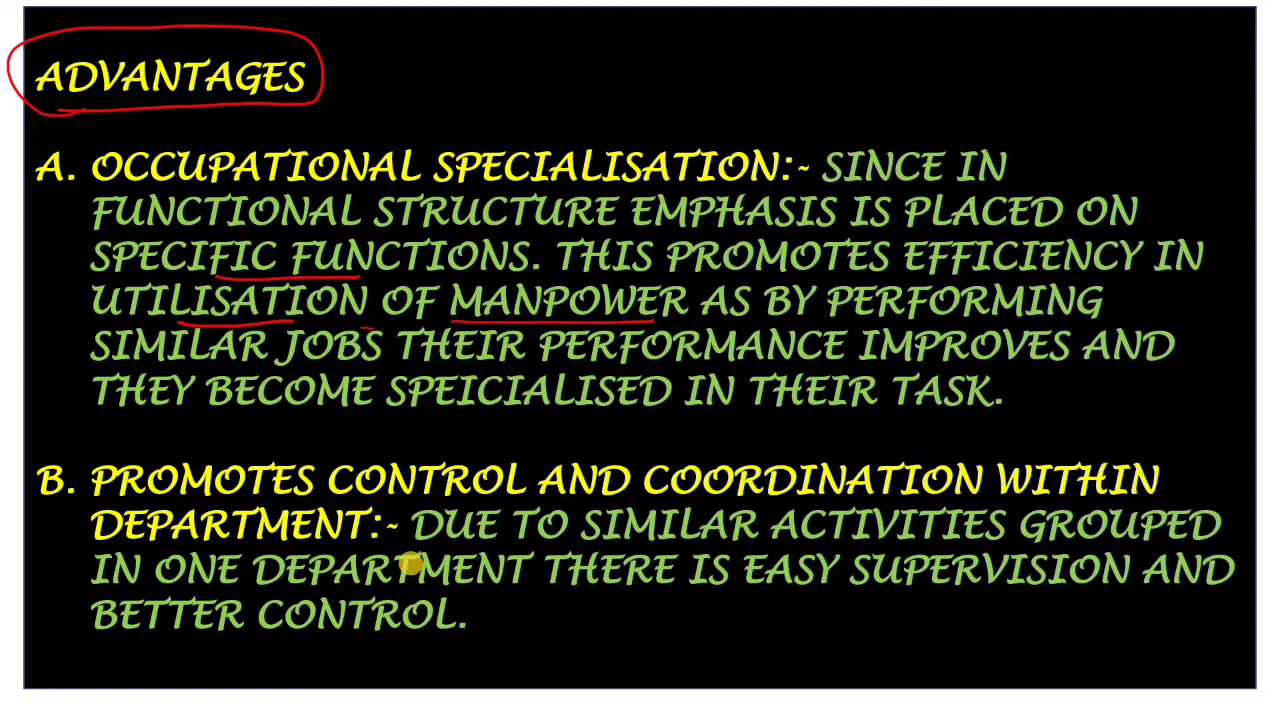 ADVANTAGES
A. OCCUPATIONAL SPECIALISATION:- SINCE IN
FUNCTIONAL STRUCTURE EMPHASIS IS PLACED ON
SPECIFIC FUNCTIONS. THIS PROMOTES EFFICIENCY IN
UTILISATION OF MANPOWER AS BY PERFORMING
SIMILAR JOBS THEIR PERFORMANCE IMPROVES AND
THEY BECOME SPEICIALISED IN THEIR TASK.
B. PROMOTES CONTROL AND COORDINATION WITHIN
DEPARTMENT:- DUE TO SIMILAR ACTIVITIES GROUPED
IN ONE DEPARTMENT THERE IS EASY SUPERVISION AND
BETTER CONTROL.